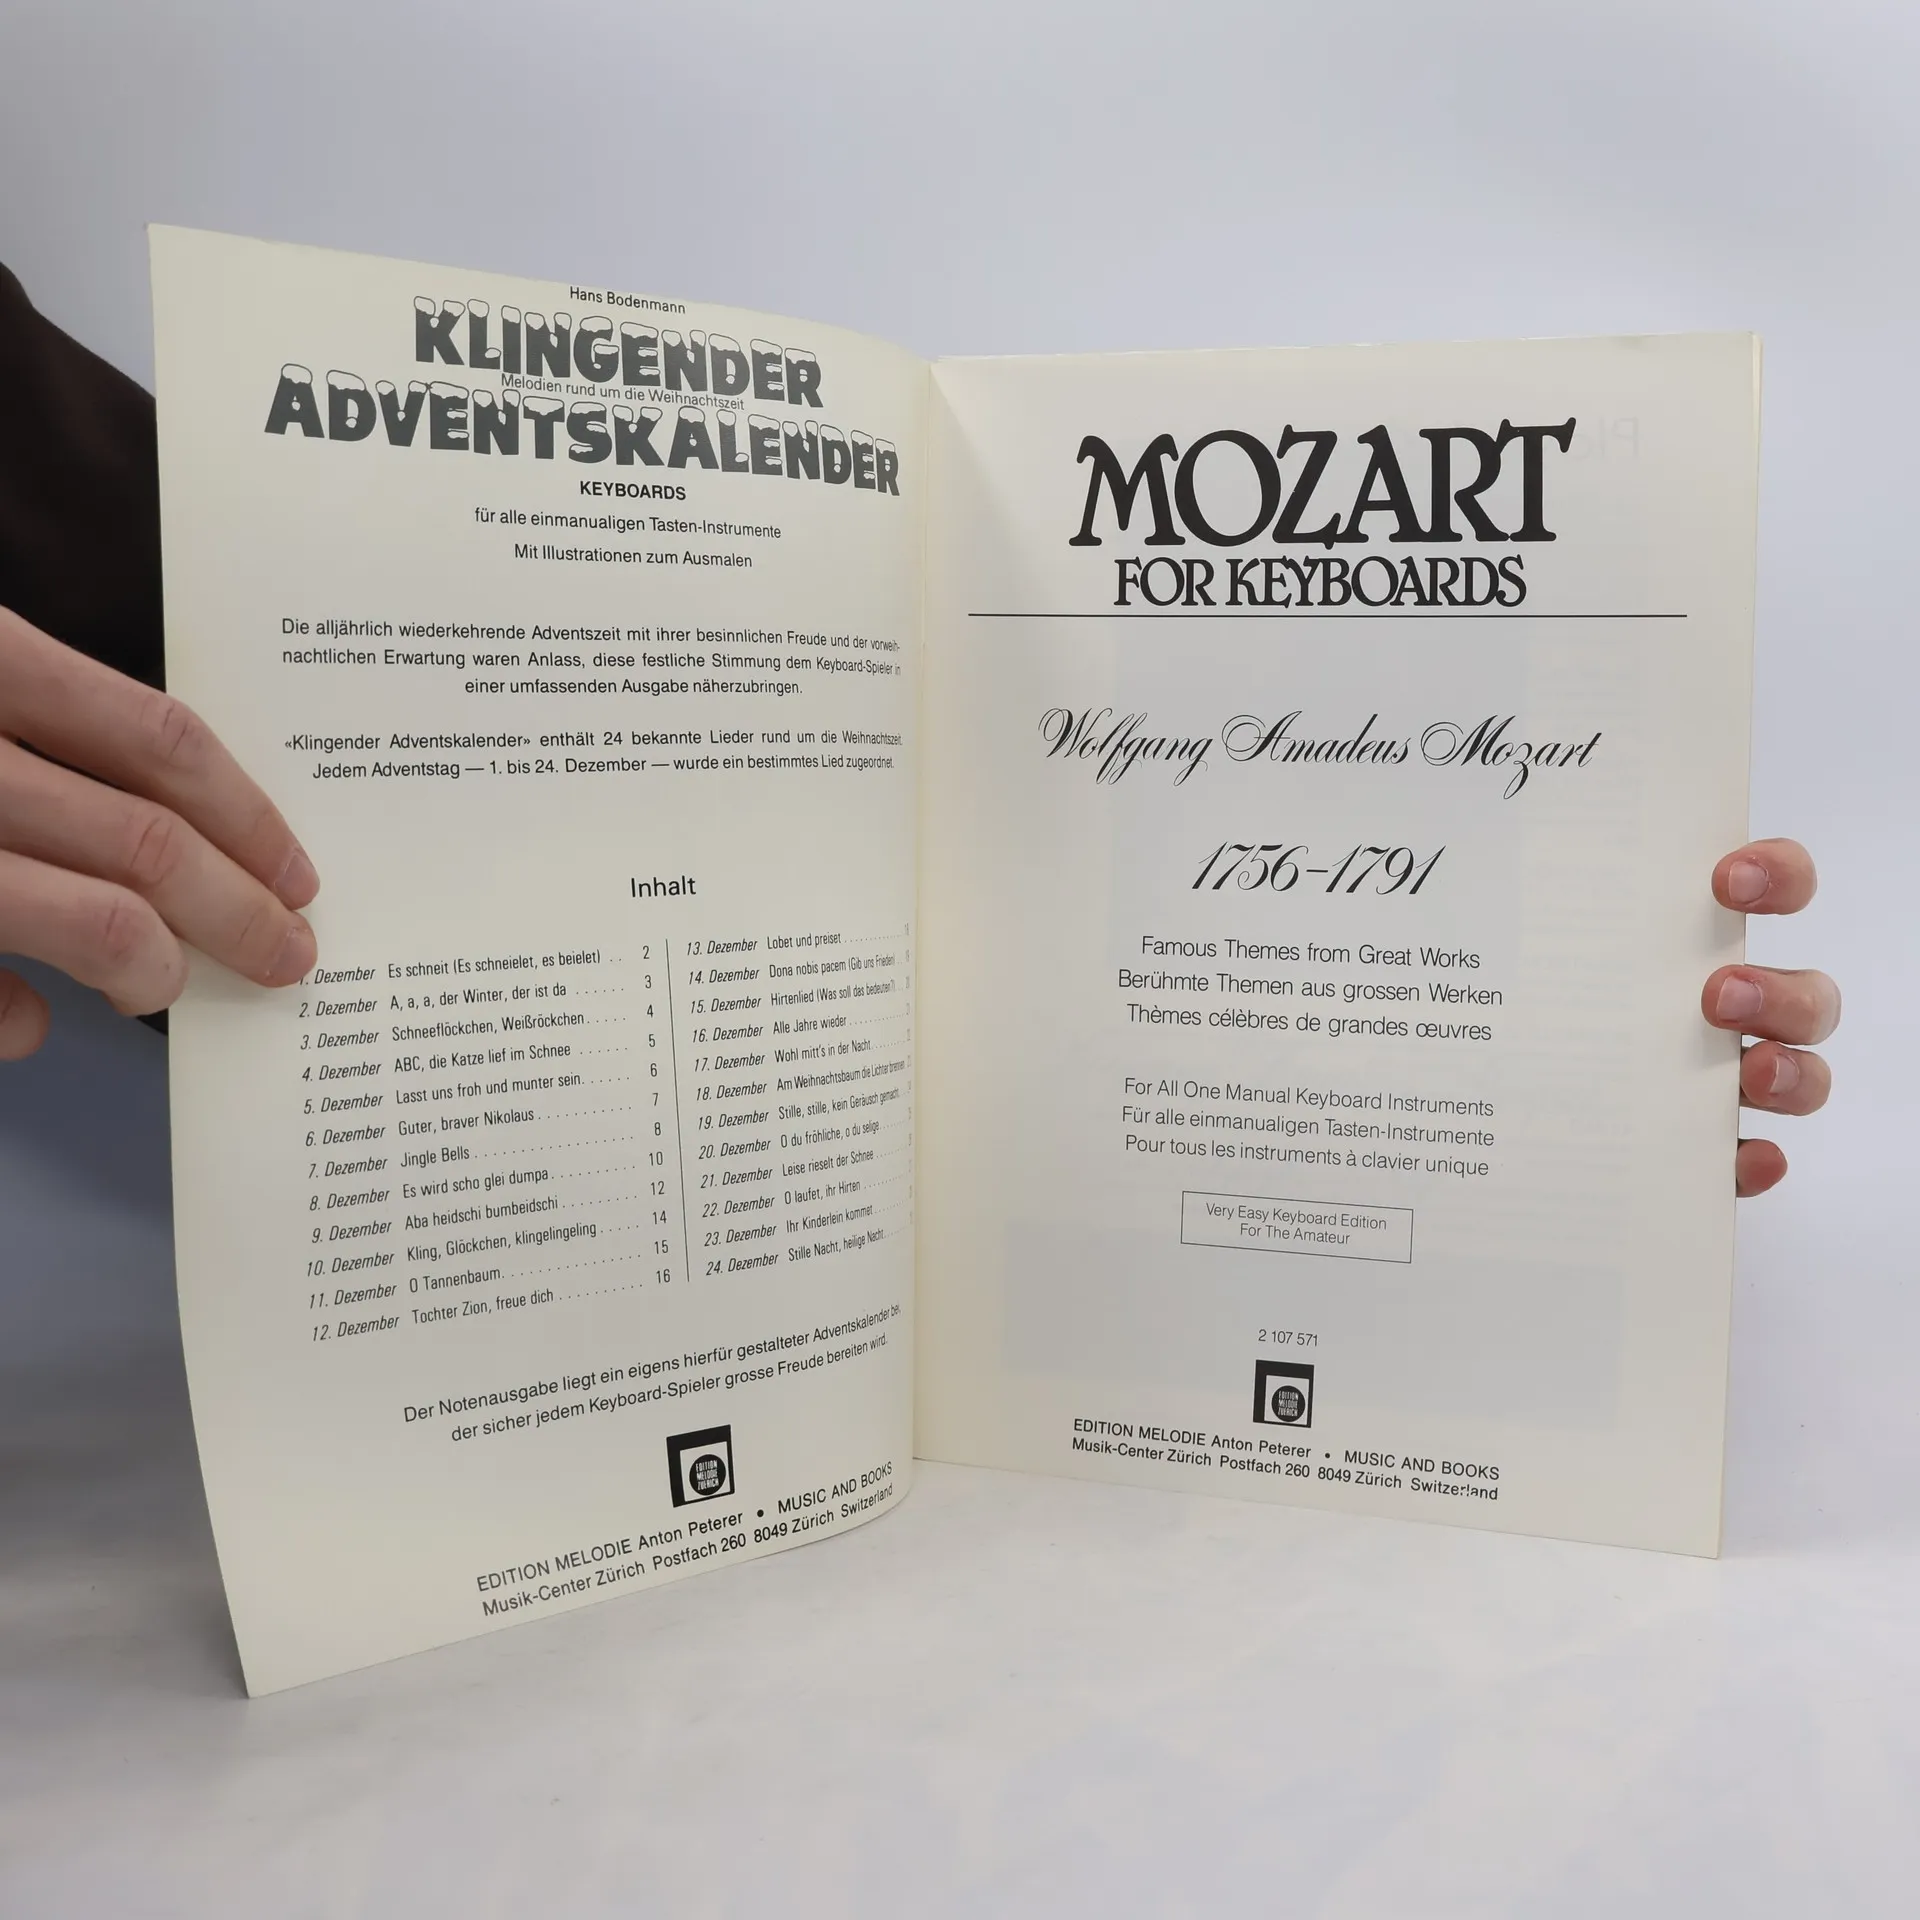 Hans Bodenmann
KLINGENDER
Melodien rund um die Weihnachtszeit
ADVENTSKALENDER
KEYBOARDS
für alle einmanualigen Tasten-Instrumente
Mit Illustrationen zum Ausmalen
Die alljährlich wiederkehrende Adventszeit mit ihrer besinnlichen Freude und der vorweih-
nachtlichen Erwartung waren Anlass, diese festliche Stimmung dem Keyboard-Spieler in
einer umfassenden Ausgabe näherzubringen.
«Klingender Adventskalender» enthält 24 bekannte Lieder rund um die Weihnachtszeit.
Jedem Adventstag — 1. bis 24. Dezember — wurde ein bestimmtes Lied zugeordnet.
Inhalt
1. Dezember Es schneit (Es schneielet, es beielet) . . 2
2. Dezember A, a, a, der Winter, der ist da . . . . . . 3
3. Dezember Schneeflöckchen, Weißröckchen . . . . . 4
4. Dezember ABC, die Katze lief im Schnee . . . . . . 5
5. Dezember Lasst uns froh und munter sein . . . . . . 6
6. Dezember Guter, braver Nikolaus . . . . . . . . . . . 7
7. Dezember Jingle Bells . . . . . . . . . . . . . . . . . . 8
8. Dezember Es wird scho glei dumpa . . . . . . . . . . 10
9. Dezember Aba heidschi bumbeidschi . . . . . . . . . 12
10. Dezember Kling, Glöckchen, klingelingeling . . . . . 14
11. Dezember O Tannenbaum . . . . . . . . . . . . . . . 15
12. Dezember Tochter Zion, freue dich . . . . . . . . . . 16
13. Dezember Lobet und preiset
14. Dezember Dona nobis pacem (Gib uns Frieden)
15. Dezember Hirtenlied (Was soll das bedeuten?)
16. Dezember Alle Jahre wieder
17. Dezember Wohl mitt's in der Nacht
18. Dezember Am Weihnachtsbaum die Lichter brennen
19. Dezember Stille, stille, kein Geräusch gemacht
20. Dezember O du fröhliche, o du selige
21. Dezember Leise rieselt der Schnee
22. Dezember O laufet, ihr Hirten
23. Dezember Ihr Kinderlein kommet
24. Dezember Stille Nacht, heilige Nacht
Der Notenausgabe liegt ein eigens hierfür gestalteter Adventskalender bei,
der sicher jedem Keyboard-Spieler grosse Freude bereiten wird.
EDITION
MELODIE
ZUERICH
EDITION MELODIE Anton Peterer • MUSIC AND BOOKS
Musik-Center Zürich Postfach 260 8049 Zürich Switzerland
MOZART
FOR KEYBOARDS
Wolfgang Amadeus Mozart
1756–1791
Famous Themes from Great Works
Berühmte Themen aus grossen Werken
Thèmes célèbres de grandes œuvres
For All One Manual Keyboard Instruments
Für alle einmanualigen Tasten-Instrumente
Pour tous les instruments à clavier unique
Very Easy Keyboard Edition
For The Amateur
2 107 571
EDITION
MELODIE
ZUERICH
EDITION MELODIE Anton Peterer • MUSIC AND BOOKS
Musik-Center Zürich Postfach 260 8049 Zürich Switzerland